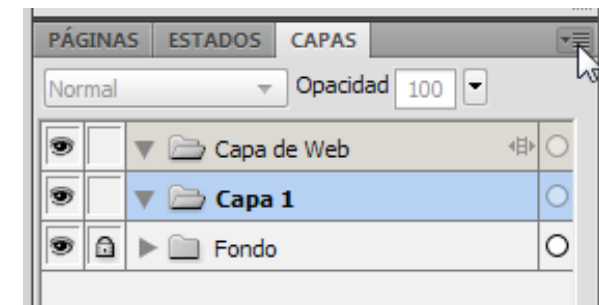 PÁGINAS ESTADOS CAPAS
Normal Opacidad 100
Capa de Web
Capa 1
Fondo